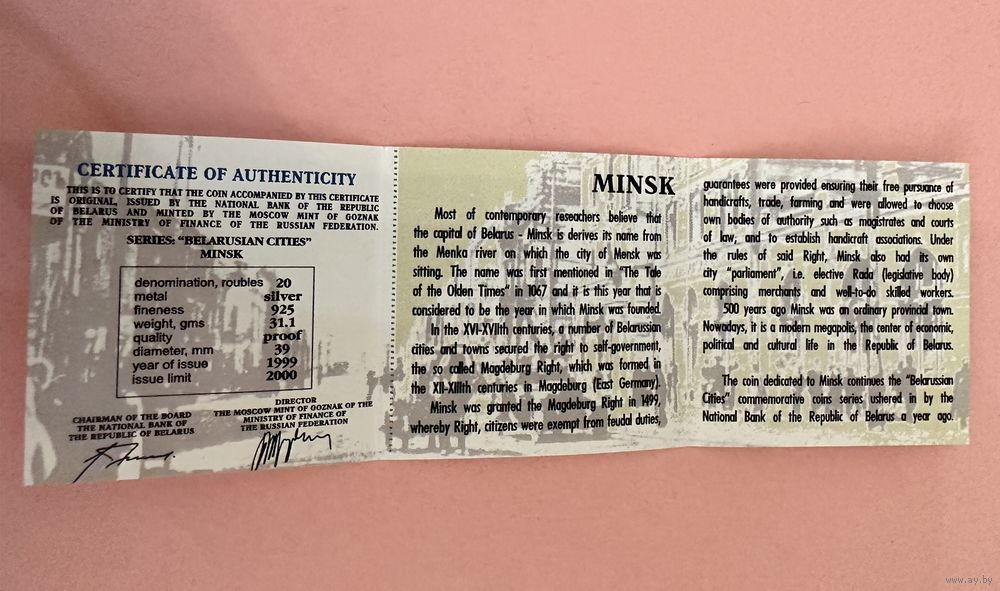 CERTIFICATE OF AUTHENTICITY
THIS IS TO CERTIFY THAT THE COIN ACCOMPANIED BY THIS CERTIFICATE
IS ORIGINAL, ISSUED BY THE NATIONAL BANK OF THE REPUBLIC
OF BELARUS AND MINTED BY THE MOSCOW MINT OF GOZNAK
OF THE MINISTRY OF FINANCE OF THE RUSSIAN FEDERATION.
SERIES: "BELARUSIAN CITIES"
MINSK
denomination, roubles 20
metal silver
fineness 925
weight, gms 31.1
quality proof
diameter, mm 39
year of issue 1999
issue limit 2000
CHAIRMAN OF THE BOARD
THE NATIONAL BANK OF
THE REPUBLIC OF BELARUS
DIRECTOR
THE MOSCOW MINT OF GOZNAK OF THE
MINISTRY OF FINANCE OF
THE RUSSIAN FEDERATION
MINSK
Most of contemporary reseachers believe that
the capital of Belarus - Minsk is derives its name from
the Menka river on which the city of Mensk was
sitting. The name was first mentioned in "The Tale
of the Olden Times" in 1067 and it is this year that is
considered to be the year in which Minsk was founded.
In the XVI-XVIIth centuries, a number of Belarussian
cities and towns secured the right to self-government,
the so called Magdeburg Right, which was formed in
the XII-XIIIth centuries in Magdeburg (East Germany).
Minsk was granted the Magdeburg Right in 1499,
whereby Right, citizens were exempt from feudal duties,
guarantees were provided ensuring their free pursuance of
handicrafts, trade, farming and were allowed to choose
own bodies of authority such as magistrates and courts
of law, and to establish handicraft associations. Under
the rules of said Right, Minsk also had its own
city "parliament", i.e. elective Rada (legislative body)
comprising merchants and well-to-do skilled workers.
500 years ago Minsk was an ordinary provincial town.
Nowadays, it is a modern megapolis, the center of economic,
political and cultural life in the Republic of Belarus.
The coin dedicated to Minsk continues the "Belarussian
Cities" commemorative coins series ushered in by the
National Bank of the Republic of Belarus a year ago.
www.ay.by